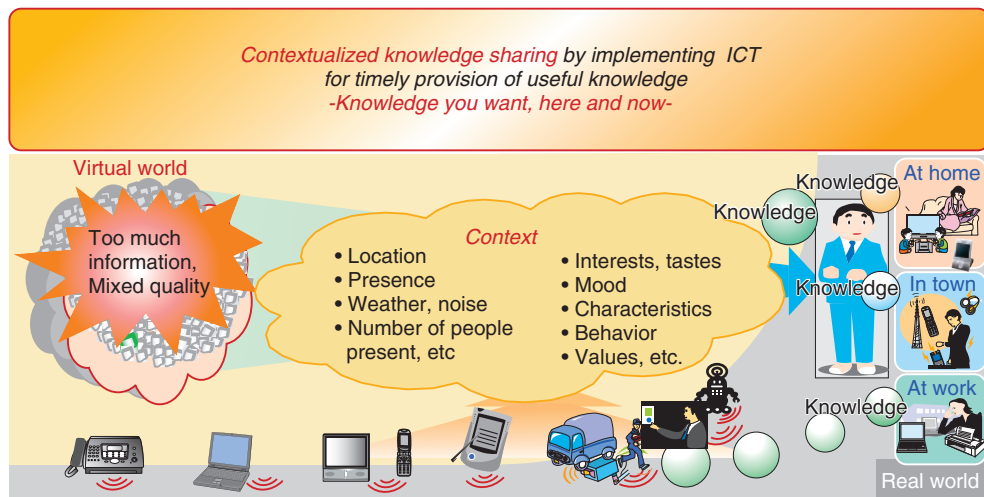 Contextualized knowledge sharing by implementing ICT
for timely provision of useful knowledge
-Knowledge you want, here and now-
Virtual world
Too much
information,
Mixed quality
Context
• Location
• Presence
• Weather, noise
• Number of people
present, etc
• Interests, tastes
• Mood
• Characteristics
• Behavior
• Values, etc.
Knowledge
Knowledge
Knowledge
Knowledge
At home
In town
At work
Real world